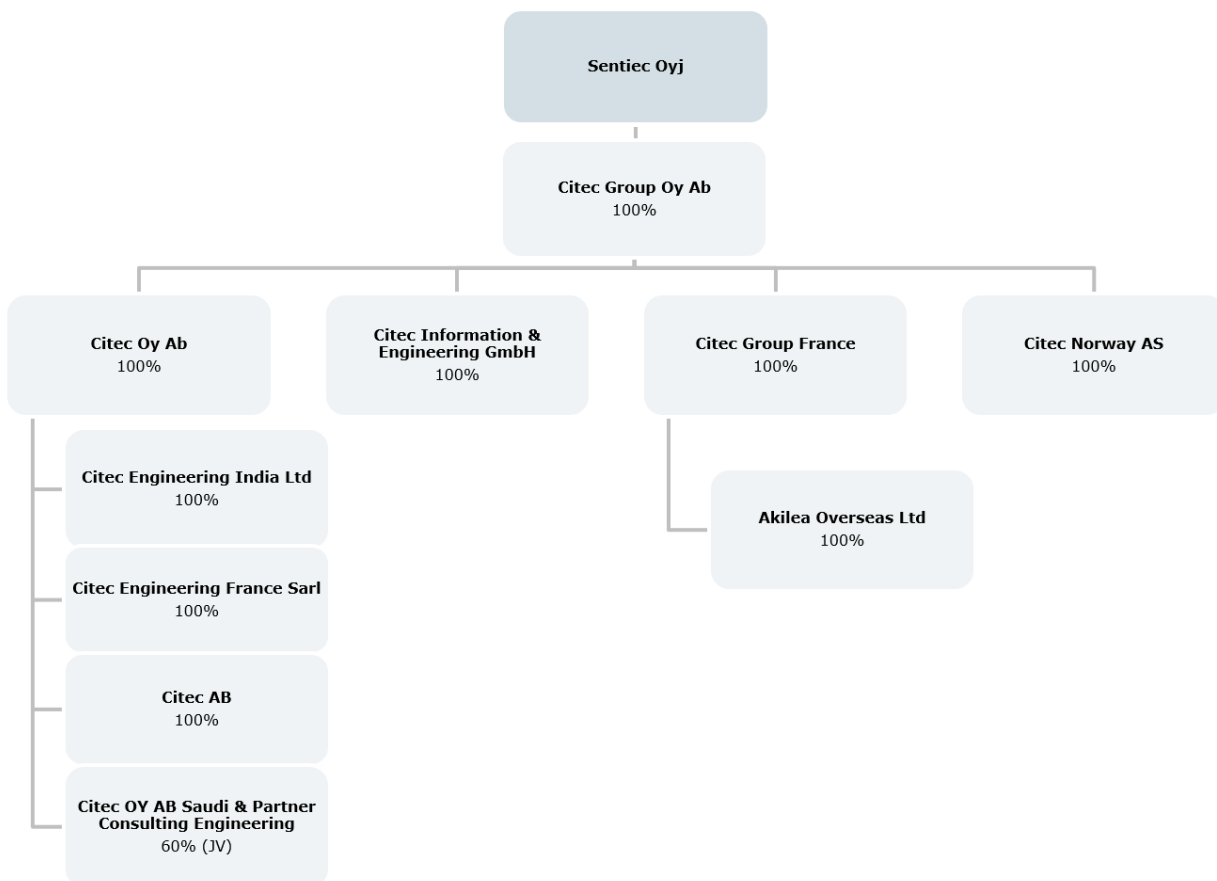 Sentiec Oyj
Citec Group Oy Ab
100%
Citec Oy Ab
100%
Citec Information &
Engineering GmbH
100%
Citec Group France
100%
Citec Norway AS
100%
Citec Engineering India Ltd
100%
Citec Engineering France Sarl
100%
Citec AB
100%
Citec OY AB Saudi & Partner
Consulting Engineering
60% (JV)
Akilea Overseas Ltd
100%